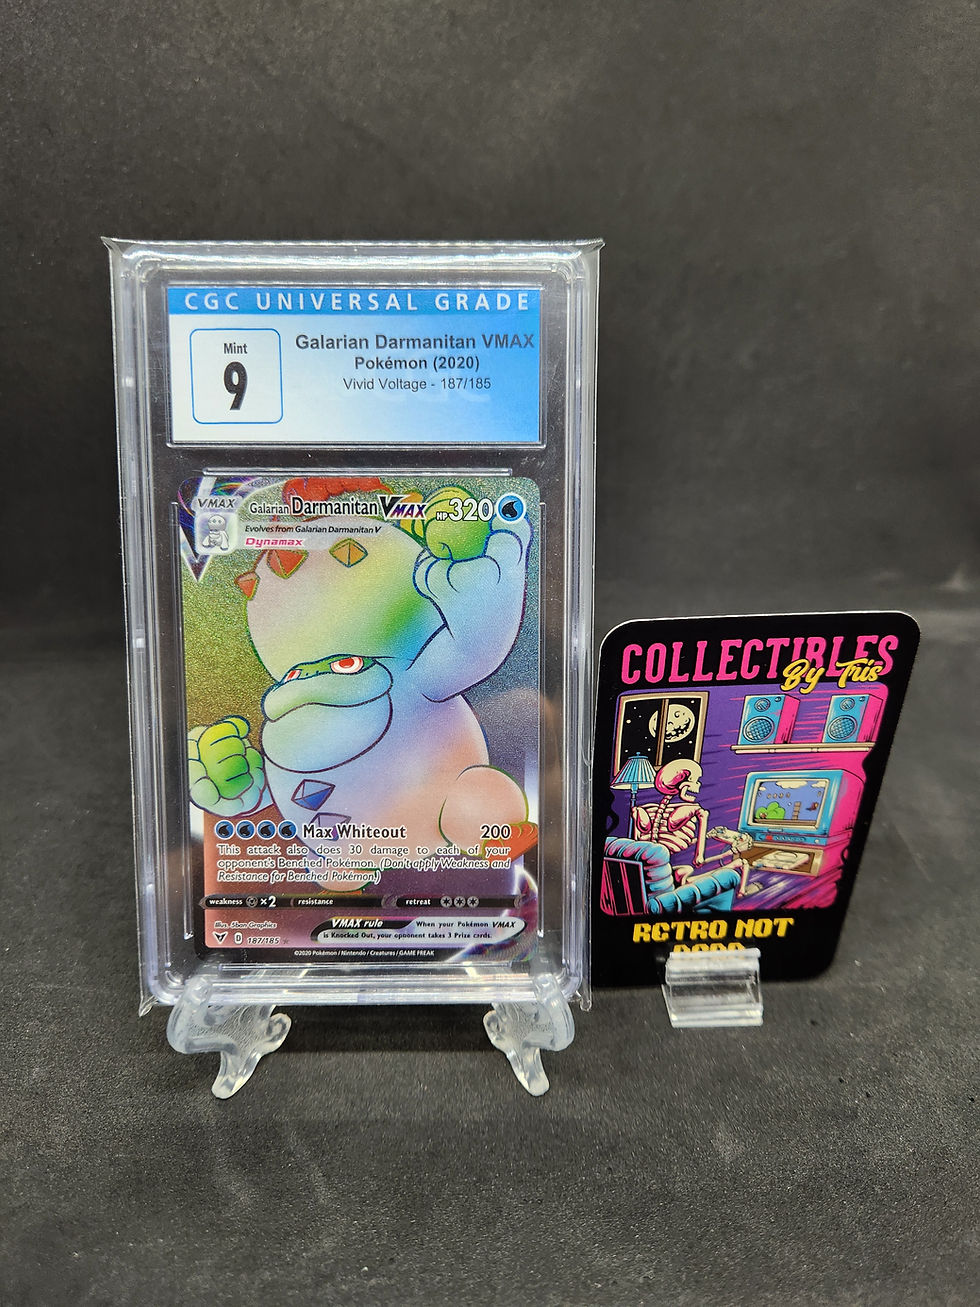 CGC UNIVERSAL GRADE
Mint
9
Galarian Darmanitan VMAX
Pokémon (2020)
Vivid Voltage - 187/185
VMAX
Galarian Darmanitan VMAX HP 320
Evolves from Galarian Darmanitan V
Dynamax
Max Whiteout 200
This attack also does 30 damage to each of your
opponent's Benched Pokémon. (Don't apply Weakness and
Resistance for Benched Pokémon.)
weakness ×2 resistance retreat
Illus. 5ban Graphics
VMAX rule When your Pokémon VMAX
is Knocked Out, your opponent takes 3 Prize cards.
D 187/185
©2020 Pokémon / Nintendo / Creatures / GAME FREAK
COLLECTIBLES
By Tris
RETRO NOT